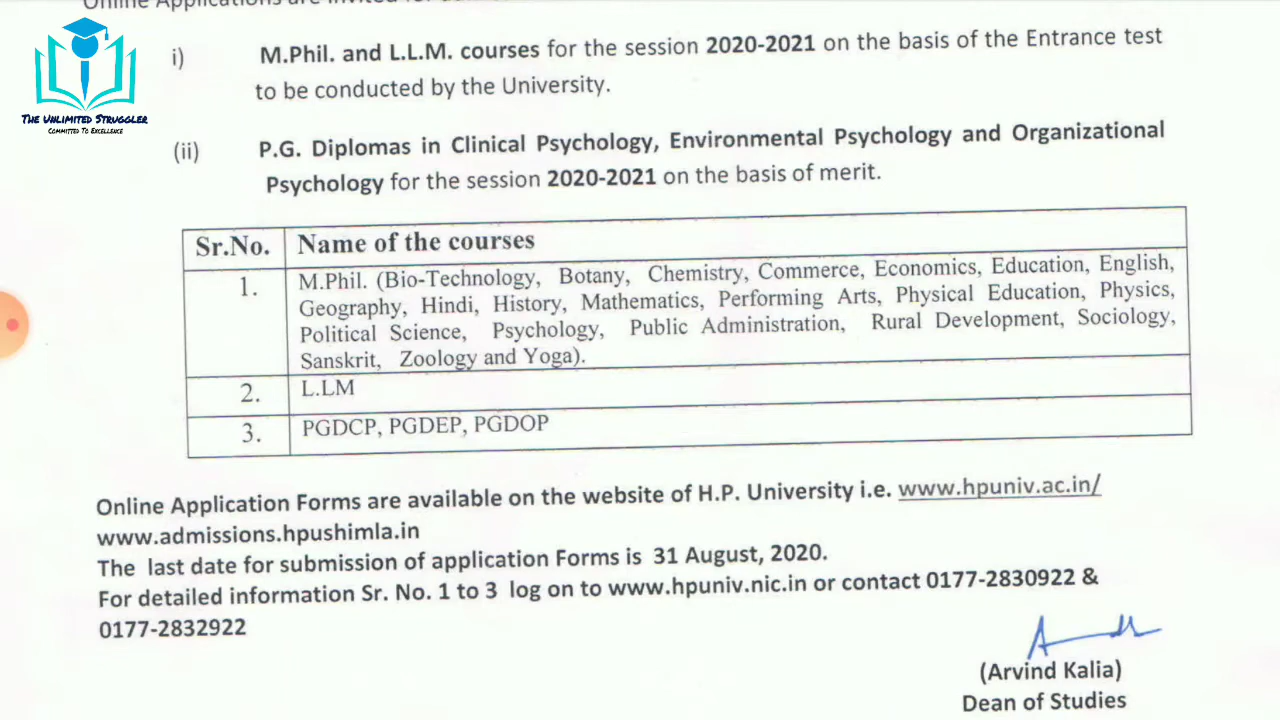 Online Applications are invited for
THE UNLIMITED STRUGGLER
COMMITTED TO EXCELLENCE
i) M.Phil. and L.L.M. courses for the session 2020-2021 on the basis of the Entrance test
to be conducted by the University.
(ii) P.G. Diplomas in Clinical Psychology, Environmental Psychology and Organizational
Psychology for the session 2020-2021 on the basis of merit.
Sr.No. Name of the courses
1. M.Phil. (Bio-Technology, Botany, Chemistry, Commerce, Economics, Education, English,
Geography, Hindi, History, Mathematics, Performing Arts, Physical Education, Physics,
Political Science, Psychology, Public Administration, Rural Development, Sociology,
Sanskrit, Zoology and Yoga).
2. L.LM
3. PGDCP, PGDEP, PGDOP
Online Application Forms are available on the website of H.P. University i.e. www.hpuniv.ac.in/
www.admissions.hpushimla.in
The last date for submission of application Forms is 31 August, 2020.
For detailed information Sr. No. 1 to 3 log on to www.hpuniv.nic.in or contact 0177-2830922 &
0177-2832922
(Arvind Kalia)
Dean of Studies